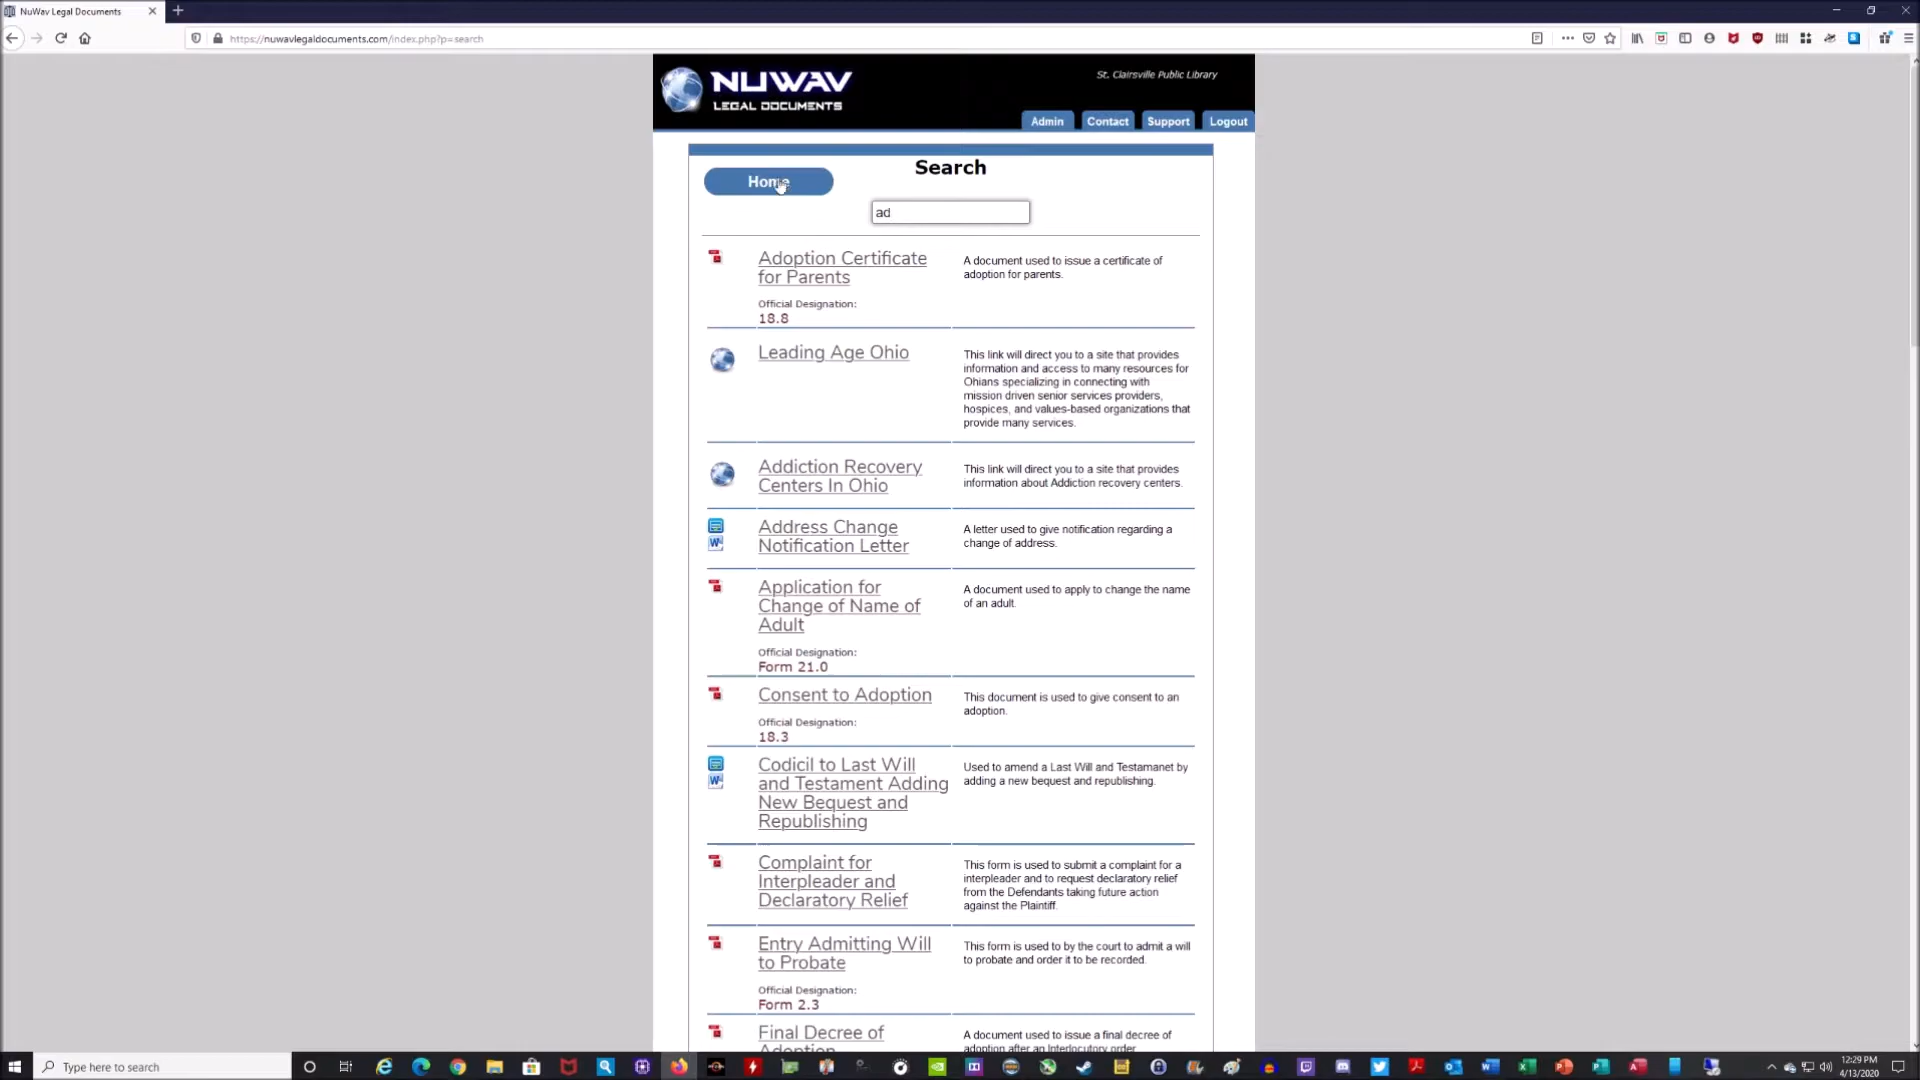 NuWav Legal Documents
https://nuwavlegaldocuments.com/index.php?p=search
NUWAV
LEGAL DOCUMENTS
St. Clairsville Public Library
Admin
Contact
Support
Logout
Search
Home
ad
Adoption Certificate
for Parents
Official Designation:
18.8
A document used to issue a certificate of
adoption for parents.
Leading Age Ohio
This link will direct you to a site that provides
information and access to many resources for
Ohians specializing in connecting with
mission driven senior services providers,
hospices, and values-based organizations that
provide many services.
Addiction Recovery
Centers In Ohio
This link will direct you to a site that provides
information about Addiction recovery centers.
Address Change
Notification Letter
A letter used to give notification regarding a
change of address.
Application for
Change of Name of
Adult
Official Designation:
Form 21.0
A document used to apply to change the name
of an adult.
Consent to Adoption
Official Designation:
18.3
This document is used to give consent to an
adoption.
Codicil to Last Will
and Testament Adding
New Bequest and
Republishing
Used to amend a Last Will and Testamanet by
adding a new bequest and republishing.
Complaint for
Interpleader and
Declaratory Relief
This form is used to submit a complaint for a
interpleader and to request declaratory relief
from the Defendants taking future action
against the Plaintiff.
Entry Admitting Will
to Probate
Official Designation:
Form 2.3
This form is used to by the court to admit a will
to probate and order it to be recorded.
Final Decree of
Adoption
A document used to issue a final decree of
adoption after an Interlocutory order
Type here to search
12:29 PM
4/13/2020